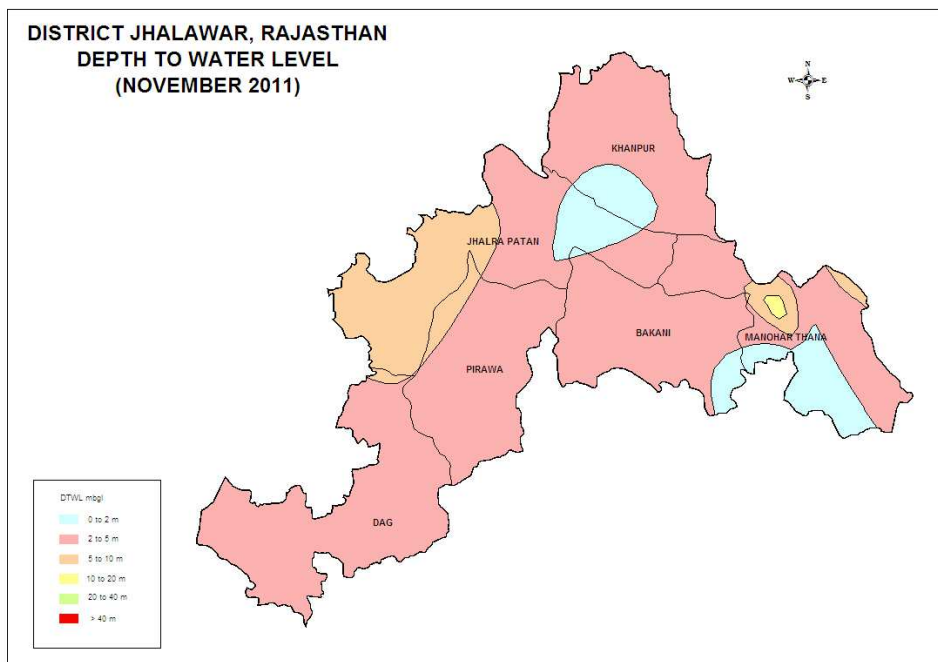 DISTRICT JHALAWAR, RAJASTHAN
DEPTH TO WATER LEVEL
(NOVEMBER 2011)
N
W E
S
KHANPUR
JHALRA PATAN
BAKANI
MANOHAR THANA
PIRAWA
DAG
DTWL mbgl
0 to 2 m
2 to 5 m
5 to 10 m
10 to 20 m
20 to 40 m
> 40 m